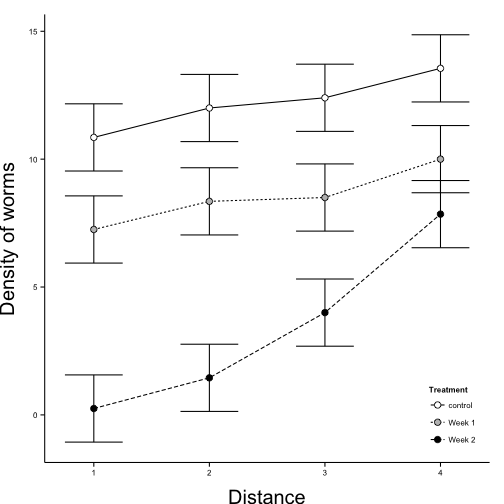 Density of worms
15
10
5
0
Treatment
control
Week 1
Week 2
1 2 3 4
Distance